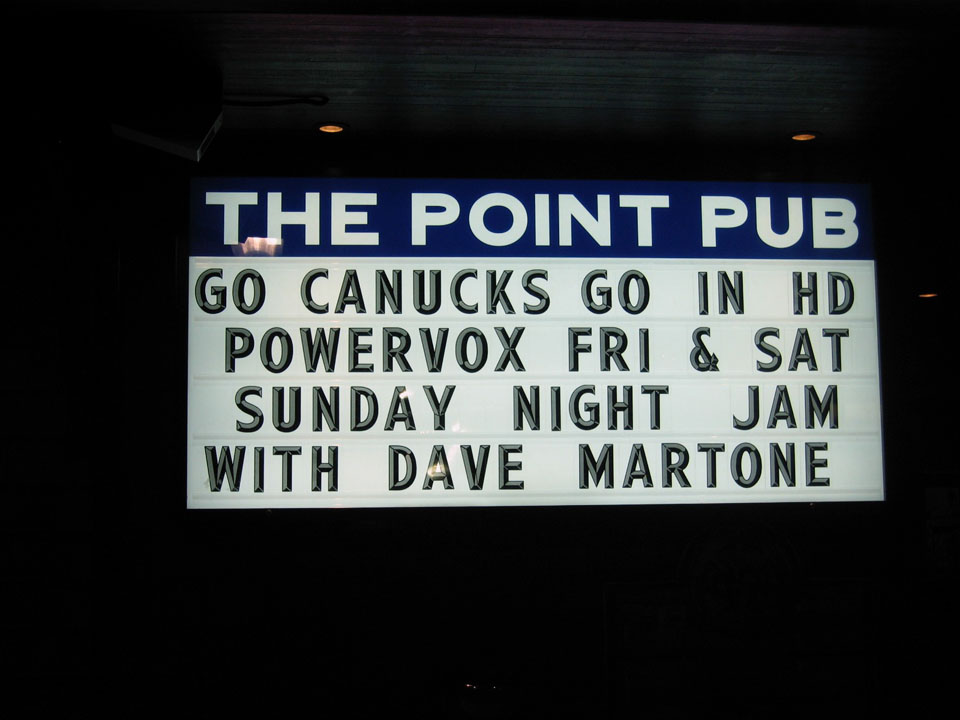 THE POINT PUB
GO CANUCKS GO IN HD
POWERVOX FRI & SAT
SUNDAY NIGHT JAM
WITH DAVE MARTONE